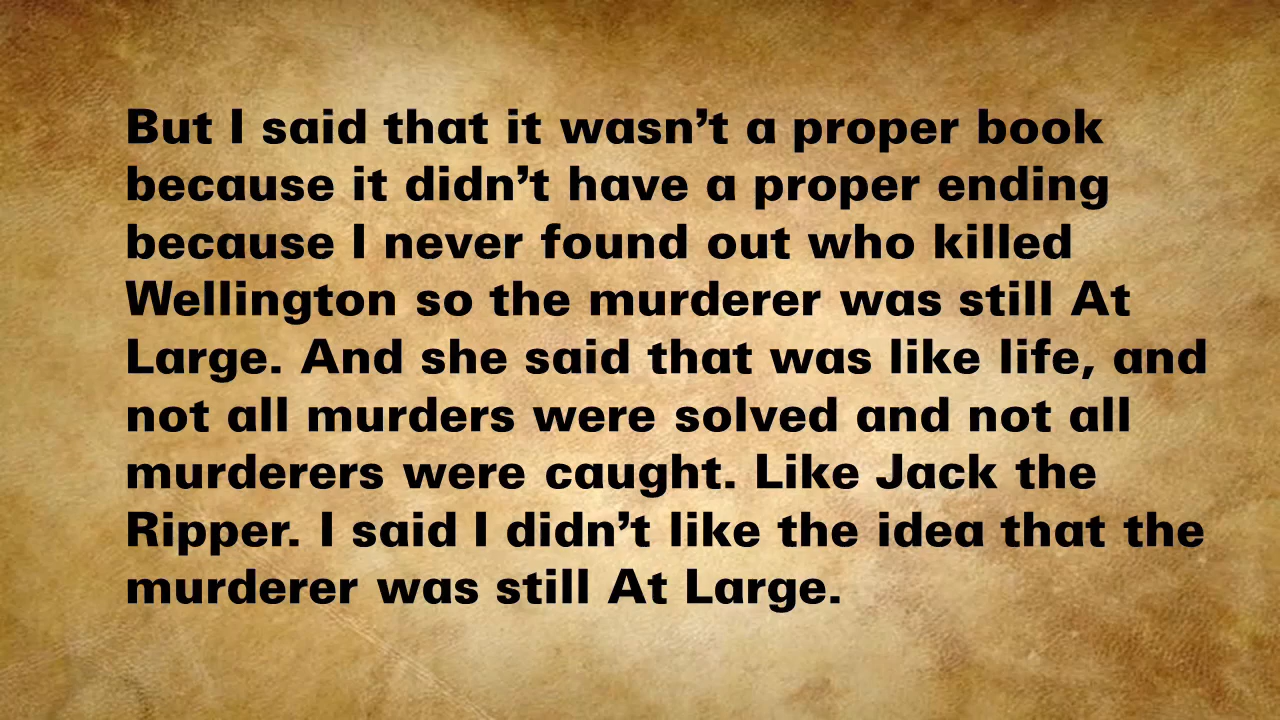 But I said that it wasn’t a proper book
because it didn’t have a proper ending
because I never found out who killed
Wellington so the murderer was still At
Large. And she said that was like life, and
not all murders were solved and not all
murderers were caught. Like Jack the
Ripper. I said I didn’t like the idea that the
murderer was still At Large.